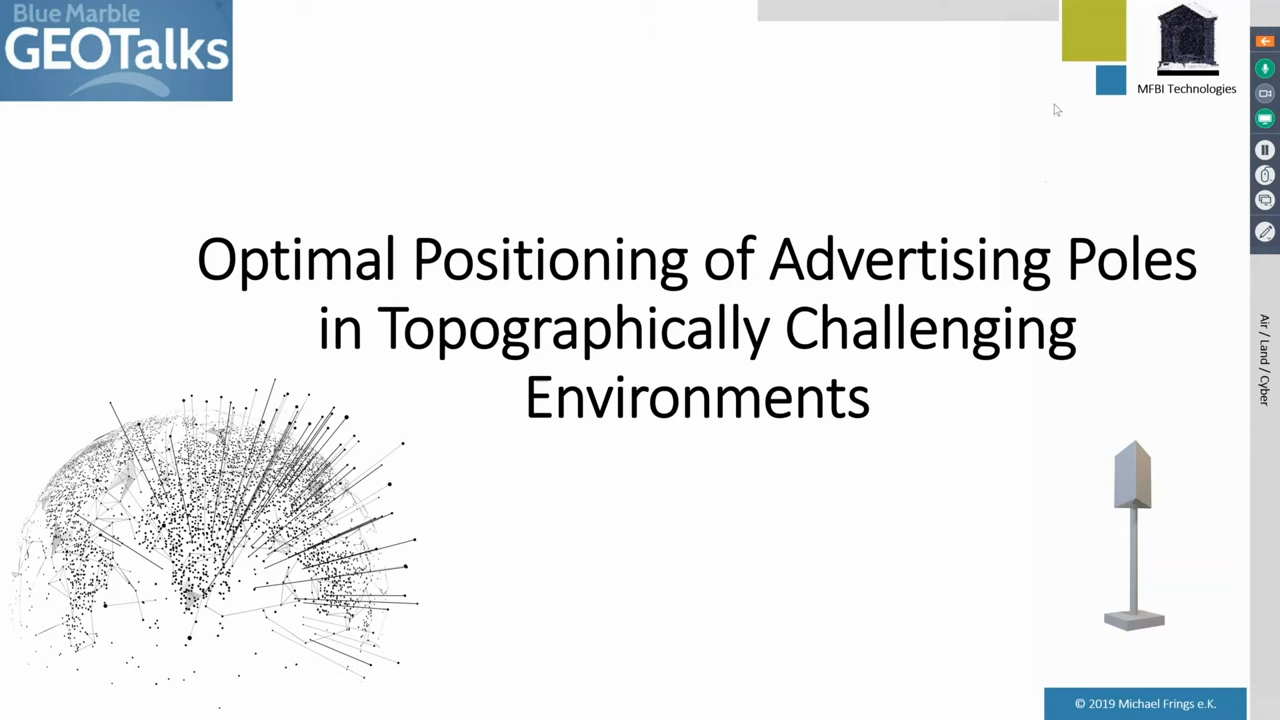 Blue Marble
GEOTalks
MFBI Technologies
Optimal Positioning of Advertising Poles
in Topographically Challenging
Environments
Air / Land / Cyber
© 2019 Michael Frings e.K.